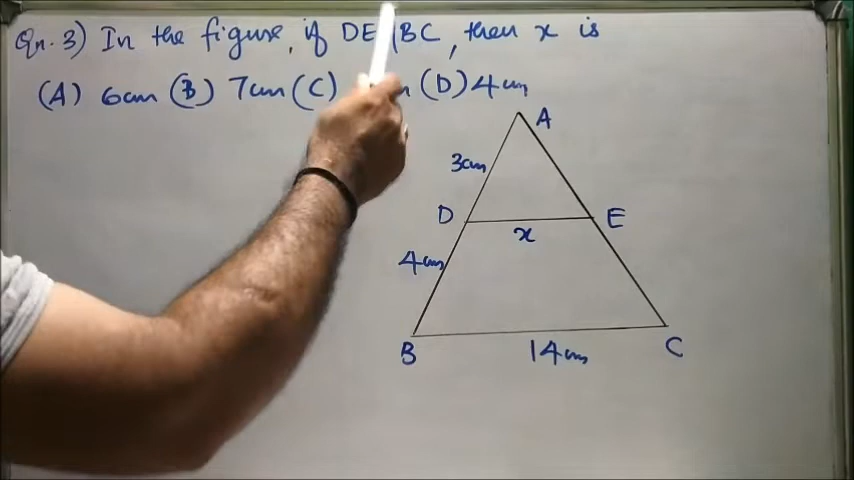 Qn. 3) In the figure, if DE | BC, then x is
(A) 6cm (B) 7cm (C) (D) 4cm
A
3cm
D E
x
4cm
B C
14cm